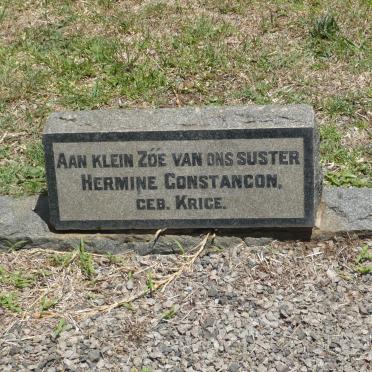 AAN KLEIN ZÖE VAN ONS SUSTER
HERMINE CONSTANCON,
GEB. KRIGE.